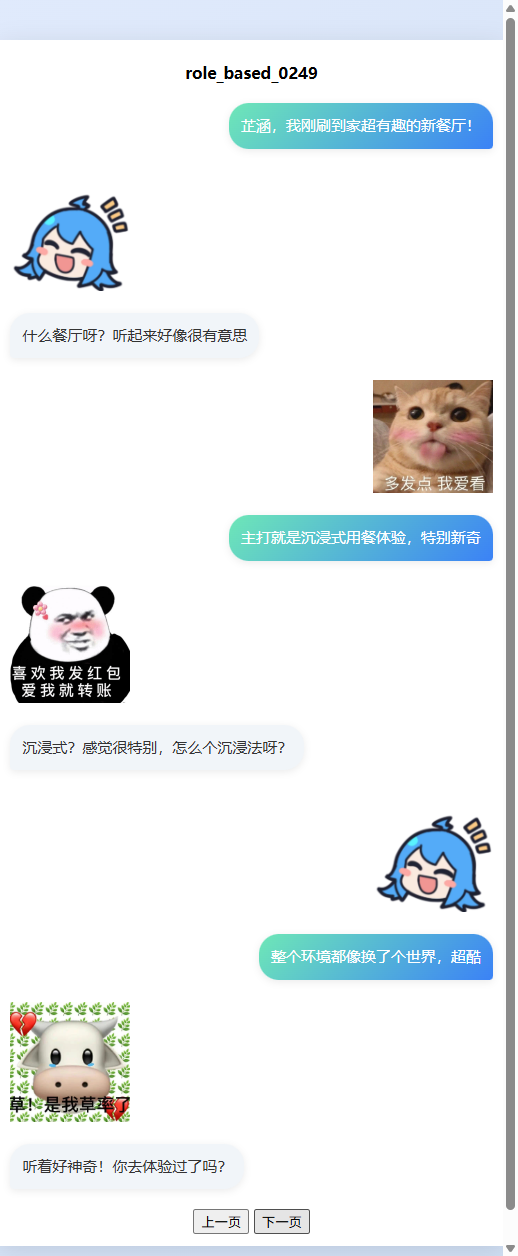 role_based_0249
芷涵，我刚刷到家超有趣的新餐厅！
什么餐厅呀？听起来好像很有意思
多发点 我爱看
主打就是沉浸式用餐体验，特别新奇
喜欢我发红包
爱我就转账
沉浸式？感觉很特别，怎么个沉浸法呀？
整个环境都像换了个世界，超酷
草！是我草率了
听着好神奇！你去体验过了吗？
上一页 下一页